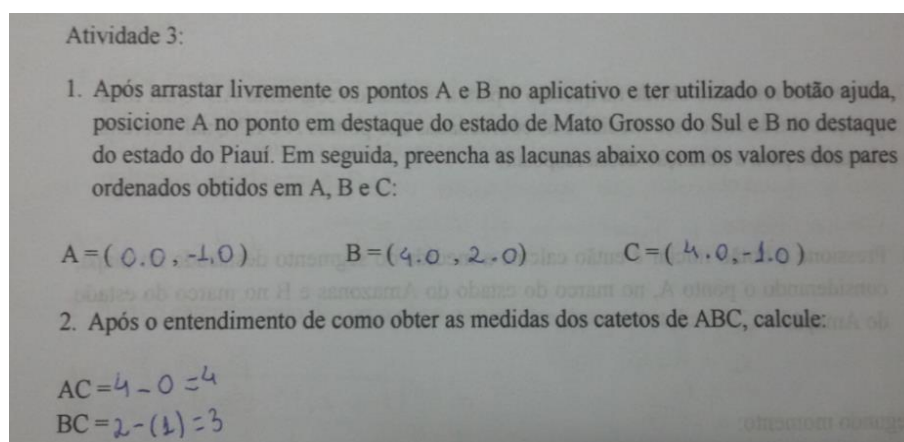 Atividade 3:
1. Após arrastar livremente os pontos A e B no aplicativo e ter utilizado o botão ajuda,
posicione A no ponto em destaque do estado de Mato Grosso do Sul e B no destaque
do estado do Piauí. Em seguida, preencha as lacunas abaixo com os valores dos pares
ordenados obtidos em A, B e C:
A=( 0.0, -1.0 ) B=(4.0 , 2.0) C=( 4.0,-1.0 )
2. Após o entendimento de como obter as medidas dos catetos de ABC, calcule:
AC=4-0=4
BC=2-(1)=3